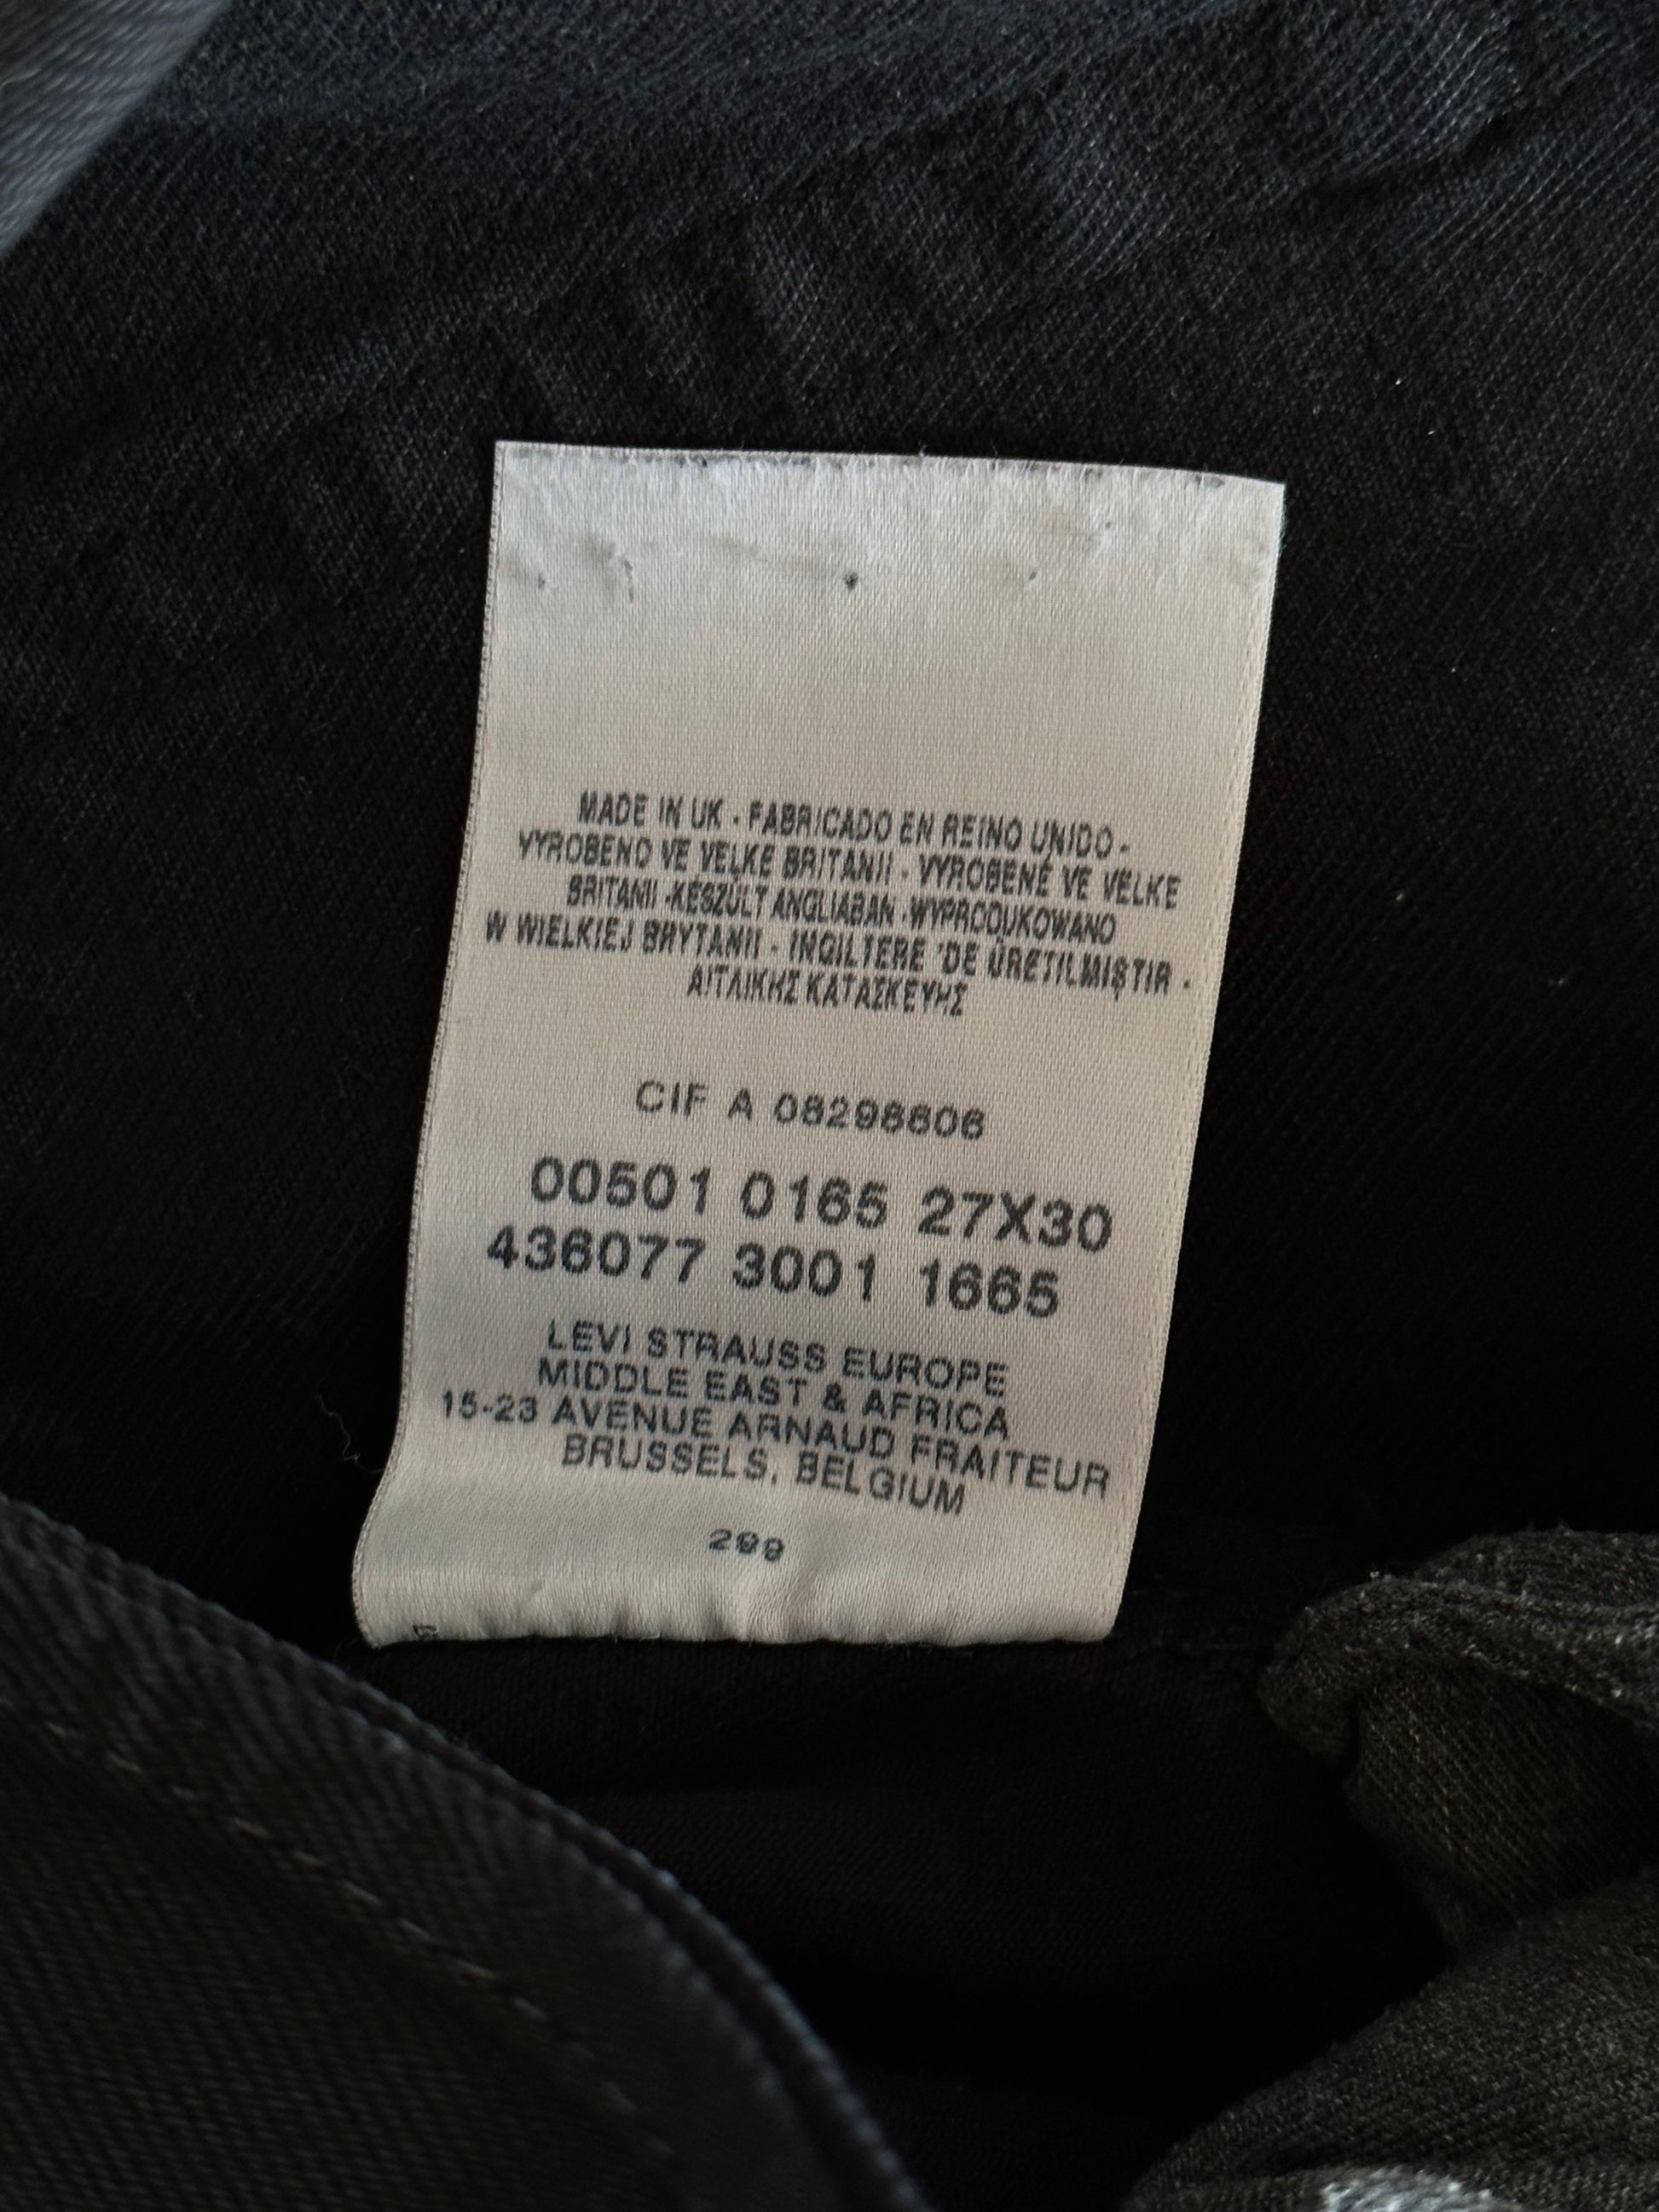 MADE IN UK - FABRICADO EN REINO UNIDO -
VYROBENO VE VELKE BRITANII - VYROBENÉ VE VELKE
BRITANII -KESZÜLT ANGLIABAN -WYPRODUKOWANO
W WIELKIEJ BRYTANII - INGILTERE 'DE ÜRETILMIŞTIR -
ΑΓΓΛΙΚΗΣ ΚΑΤΑΣΚΕΥΗΣ
CIF A 08298606
00501 0165 27X30
436077 3001 1665
LEVI STRAUSS EUROPE
MIDDLE EAST & AFRICA
15-23 AVENUE ARNAUD FRAITEUR
BRUSSELS, BELGIUM
299